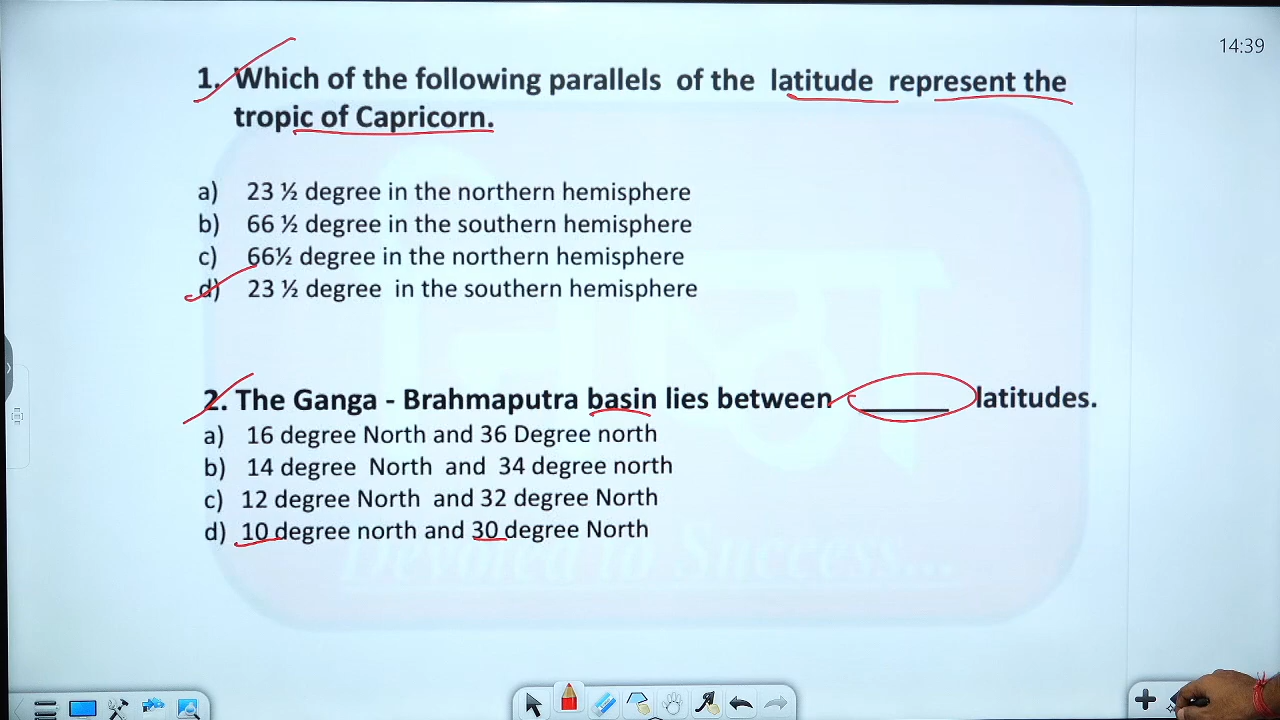 14:39
1. Which of the following parallels of the latitude represent the
tropic of Capricorn.
a) 23 ½ degree in the northern hemisphere
b) 66 ½ degree in the southern hemisphere
c) 66½ degree in the northern hemisphere
d) 23 ½ degree in the southern hemisphere
2. The Ganga - Brahmaputra basin lies between ______ latitudes.
a) 16 degree North and 36 Degree north
b) 14 degree North and 34 degree north
c) 12 degree North and 32 degree North
d) 10 degree north and 30 degree North
Devoted to Success...